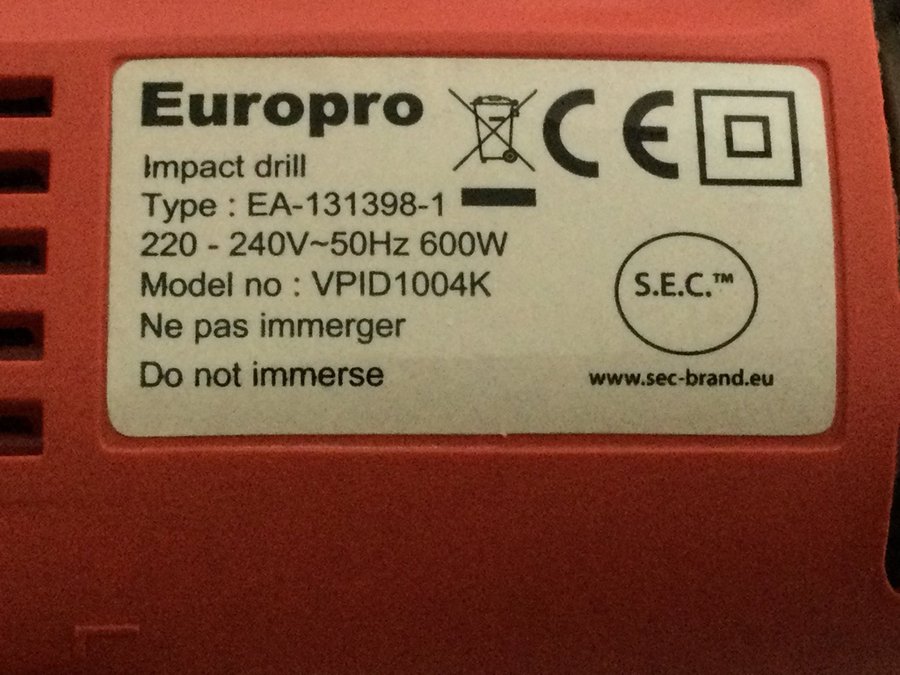 Europro
CE
Impact drill
Type : EA-131398-1
220 - 240V~50Hz 600W
Model no : VPID1004K
Ne pas immerger
Do not immerse
S.E.C.™
www.sec-brand.eu